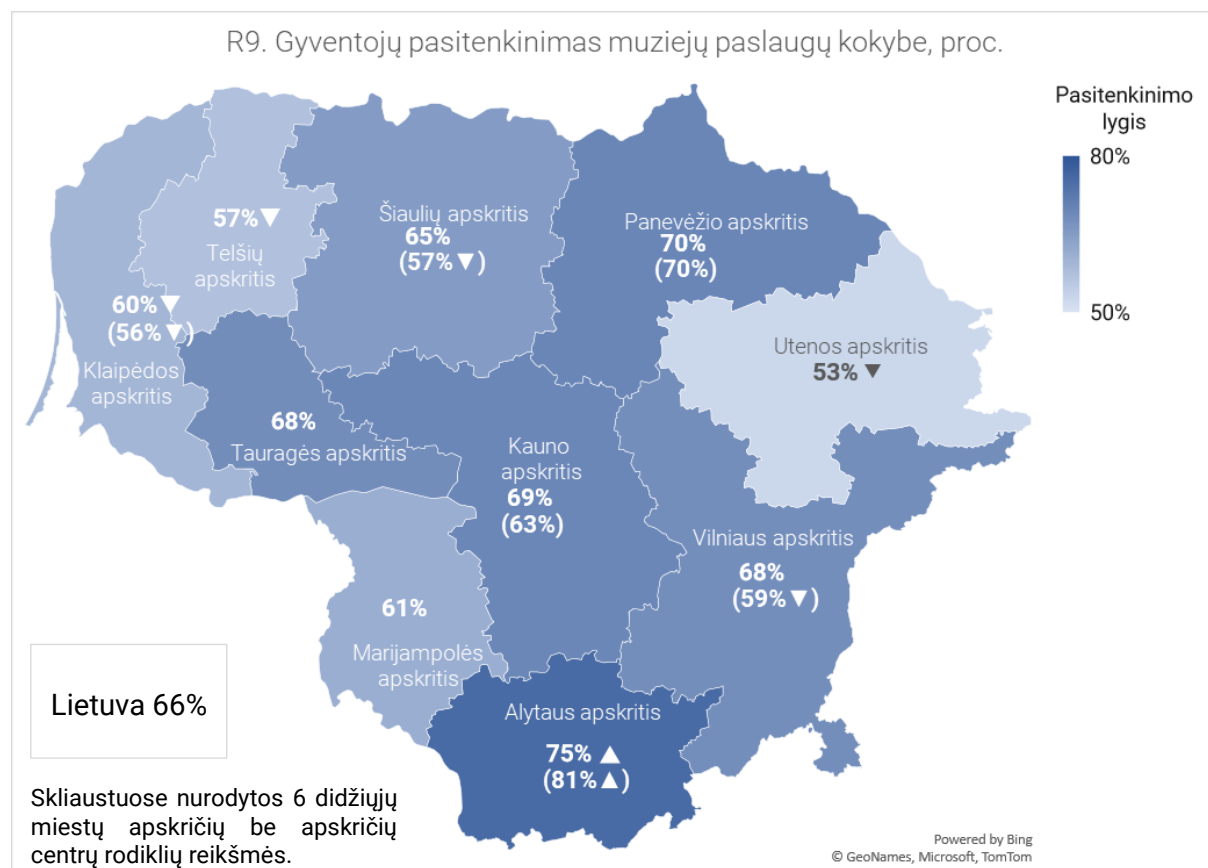 R9. Gyventojų pasitenkinimas muziejų paslaugų kokybe, proc.
Pasitenkinimo
lygis
80%
50%
57% ▼
Telšių
apskritis
Šiaulių apskritis
65%
(57% ▼)
Panevėžio apskritis
70%
(70%)
60% ▼
(56% ▼)
Klaipėdos
apskritis
Utenos apskritis
53% ▼
68%
Tauragės apskritis
Kauno
apskritis
69%
(63%)
Vilniaus apskritis
68%
(59% ▼)
61%
Marijampolės
apskritis
Alytaus apskritis
75% ▲
(81% ▲)
Lietuva 66%
Skliaustuose nurodytos 6 didžiųjų
miestų apskričių be apskričių
centrų rodiklių reikšmės.
Powered by Bing
© GeoNames, Microsoft, TomTom